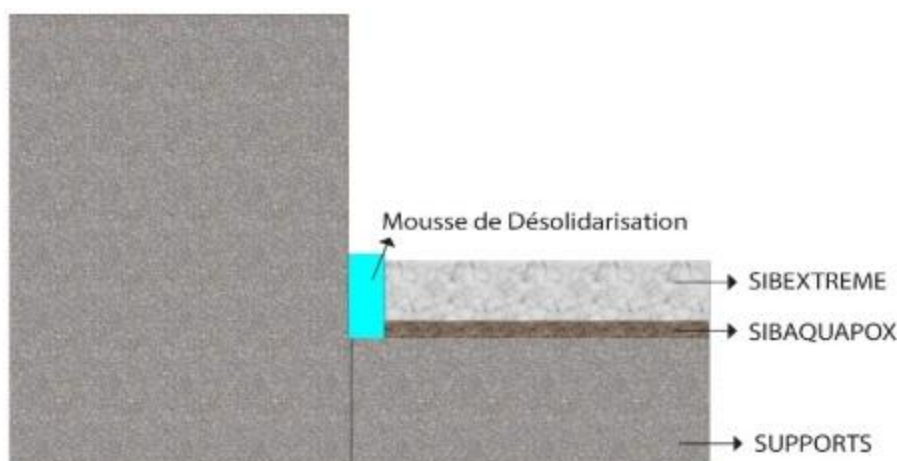 Mousse de Désolidarisation
SIBEXTREME
SIBAQUAPOX
SUPPORTS